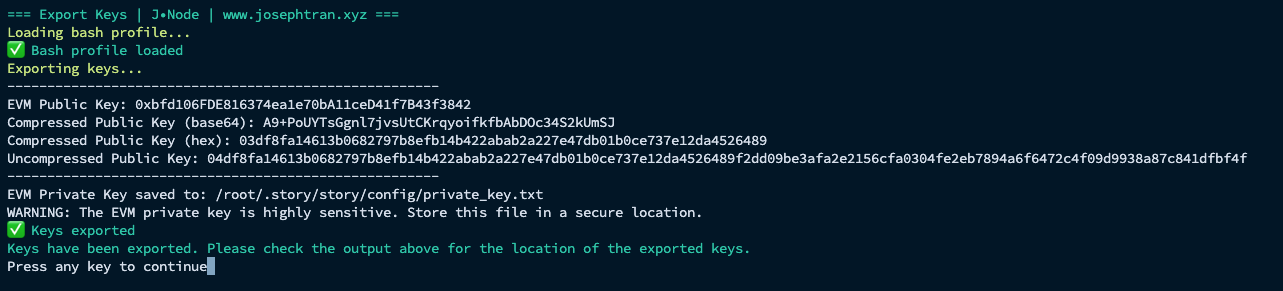 === Export Keys | J•Node | www.josephtran.xyz ===
Loading bash profile...
✅ Bash profile loaded
Exporting keys...
------------------------------------------------------
EVM Public Key: 0xbfd106FDE816374ea1e70bA11ceD41f7B43f3842
Compressed Public Key (base64): A9+PoUYTsGgnl7jvsUtCKrqyoifkfbAbDOc34S2kUmSJ
Compressed Public Key (hex): 03df8fa14613b0682797b8efb14b422abab2a227e47db01b0ce737e12da4526489
Uncompressed Public Key: 04df8fa14613b0682797b8efb14b422abab2a227e47db01b0ce737e12da4526489f2dd09be3afa2e2156cfa0304fe2eb7894a6f6472c4f09d9938a87c841dfbf4f
------------------------------------------------------
EVM Private Key saved to: /root/.story/story/config/private_key.txt
WARNING: The EVM private key is highly sensitive. Store this file in a secure location.
✅ Keys exported
Keys have been exported. Please check the output above for the location of the exported keys.
Press any key to continue